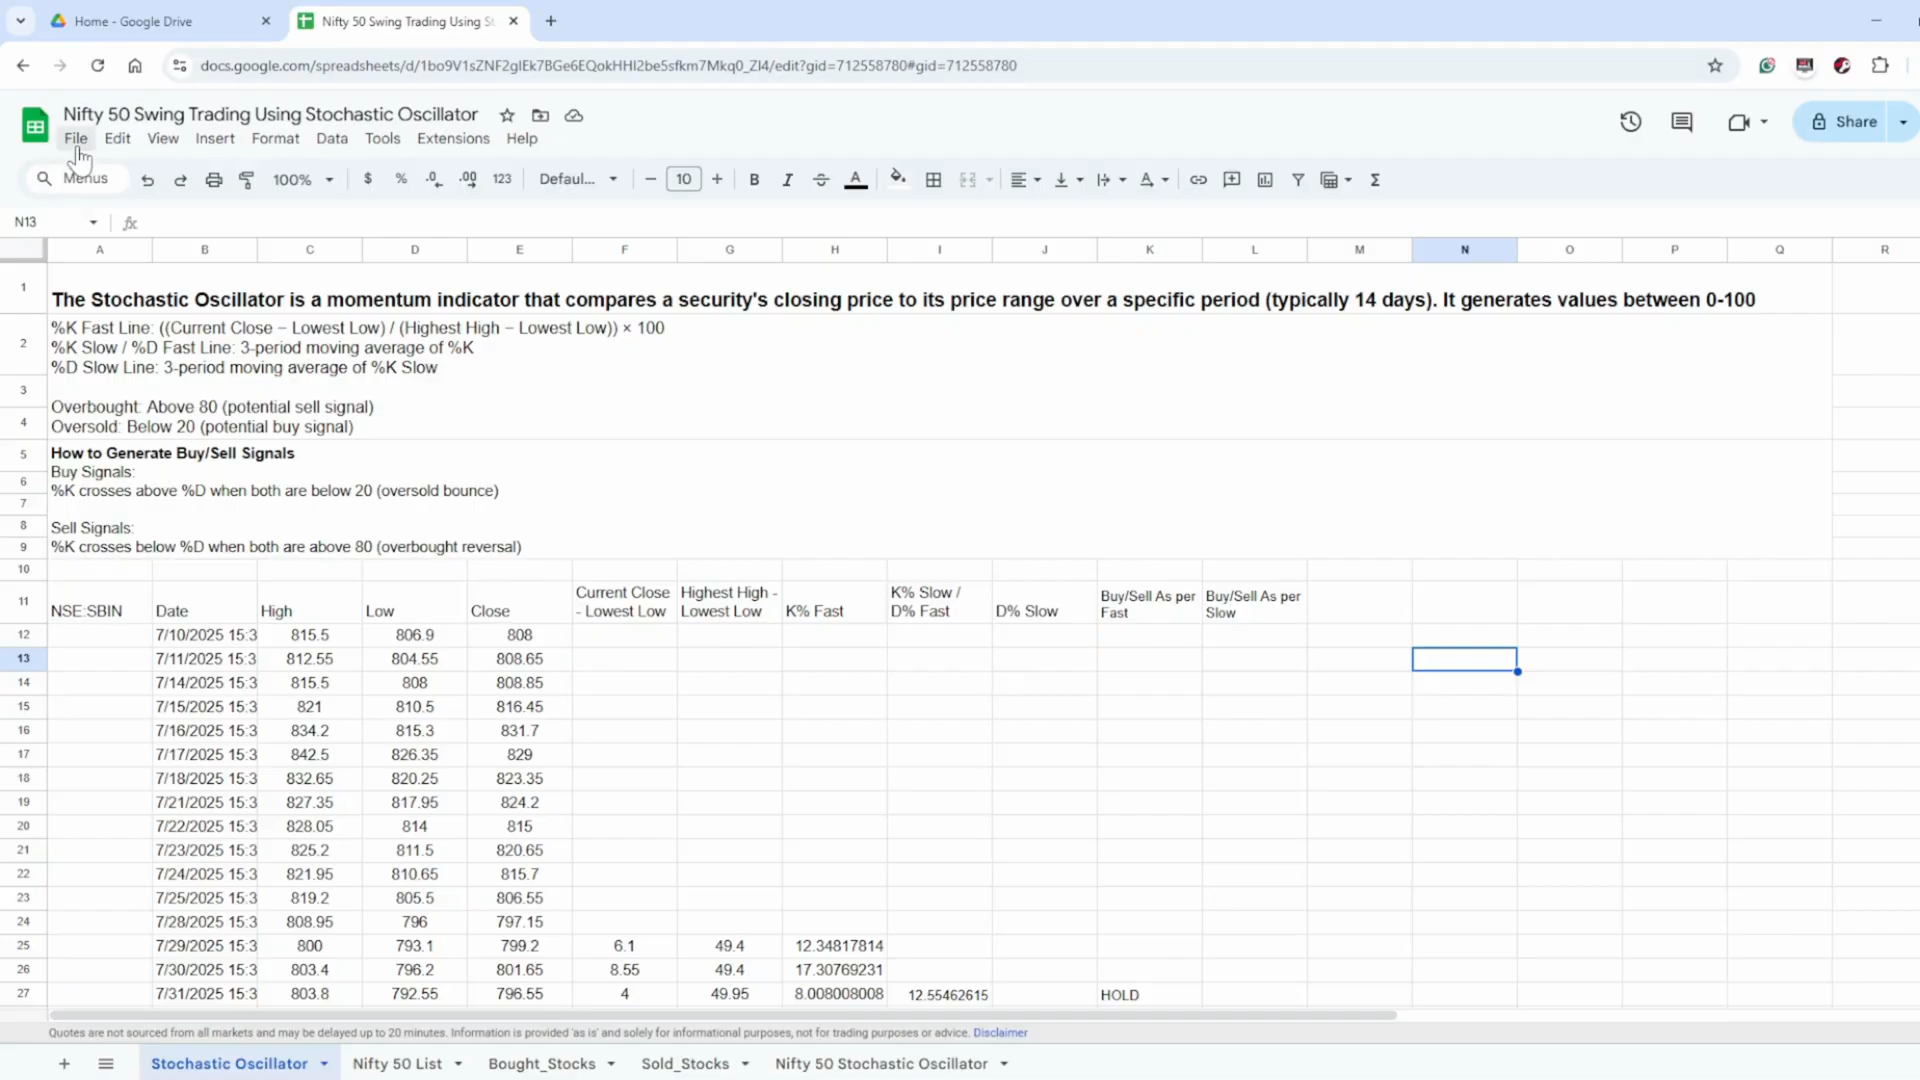 Home - Google Drive
Nifty 50 Swing Trading Using St
docs.google.com/spreadsheets/d/1bo9V1sZNF2glEk7BGe6EQokHHI2be5sfkm7Mkq0_ZI4/edit?gid=712558780#gid=712558780
Nifty 50 Swing Trading Using Stochastic Oscillator
File Edit View Insert Format Data Tools Extensions Help
Share
Menus 100% $ % .0 .00 123 Defaul... 10 B I A Σ
N13 fx
A B C D E F G H I J K L M N O P Q R
1 The Stochastic Oscillator is a momentum indicator that compares a security's closing price to its price range over a specific period (typically 14 days). It generates values between 0-100
%K Fast Line: ((Current Close − Lowest Low) / (Highest High − Lowest Low)) × 100
2 %K Slow / %D Fast Line: 3-period moving average of %K
%D Slow Line: 3-period moving average of %K Slow
3
Overbought: Above 80 (potential sell signal)
4 Oversold: Below 20 (potential buy signal)
5 How to Generate Buy/Sell Signals
Buy Signals:
6 %K crosses above %D when both are below 20 (oversold bounce)
7
8 Sell Signals:
9 %K crosses below %D when both are above 80 (overbought reversal)
10
11 NSE:SBIN Date High Low Close Current Close - Lowest Low Highest High - Lowest Low K% Fast K% Slow / D% Fast D% Slow Buy/Sell As per Fast Buy/Sell As per Slow
12 7/10/2025 15:3 815.5 806.9 808
13 7/11/2025 15:3 812.55 804.55 808.65
14 7/14/2025 15:3 815.5 808 808.85
15 7/15/2025 15:3 821 810.5 816.45
16 7/16/2025 15:3 834.2 815.3 831.7
17 7/17/2025 15:3 842.5 826.35 829
18 7/18/2025 15:3 832.65 820.25 823.35
19 7/21/2025 15:3 827.35 817.95 824.2
20 7/22/2025 15:3 828.05 814 815
21 7/23/2025 15:3 825.2 811.5 820.65
22 7/24/2025 15:3 821.95 810.65 815.7
23 7/25/2025 15:3 819.2 805.5 806.55
24 7/28/2025 15:3 808.95 796 797.15
25 7/29/2025 15:3 800 793.1 799.2 6.1 49.4 12.34817814
26 7/30/2025 15:3 803.4 796.2 801.65 8.55 49.4 17.30769231
27 7/31/2025 15:3 803.8 792.55 796.55 4 49.95 8.008008008 12.55462615 HOLD
Quotes are not sourced from all markets and may be delayed up to 20 minutes. Information is provided 'as is' and solely for informational purposes, not for trading purposes or advice. Disclaimer
Stochastic Oscillator Nifty 50 List Bought_Stocks Sold_Stocks Nifty 50 Stochastic Oscillator